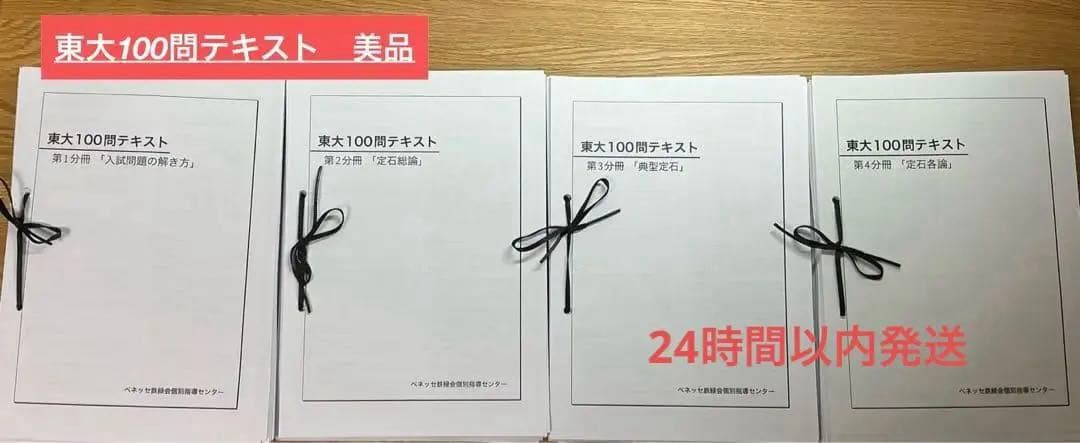 東大100問テキスト 美品
東大100問テキスト
第1分冊 「入試問題の解き方」
ベネッセ鉄緑会個別指導センター
東大100問テキスト
第2分冊 「定石総論」
ベネッセ鉄緑会個別指導センター
東大100問テキスト
第3分冊 「典型定石」
ベネッセ鉄緑会個別指導センター
東大100問テキスト
第4分冊 「定石各論」
ベネッセ鉄緑会個別指導センター
24時間以内発送